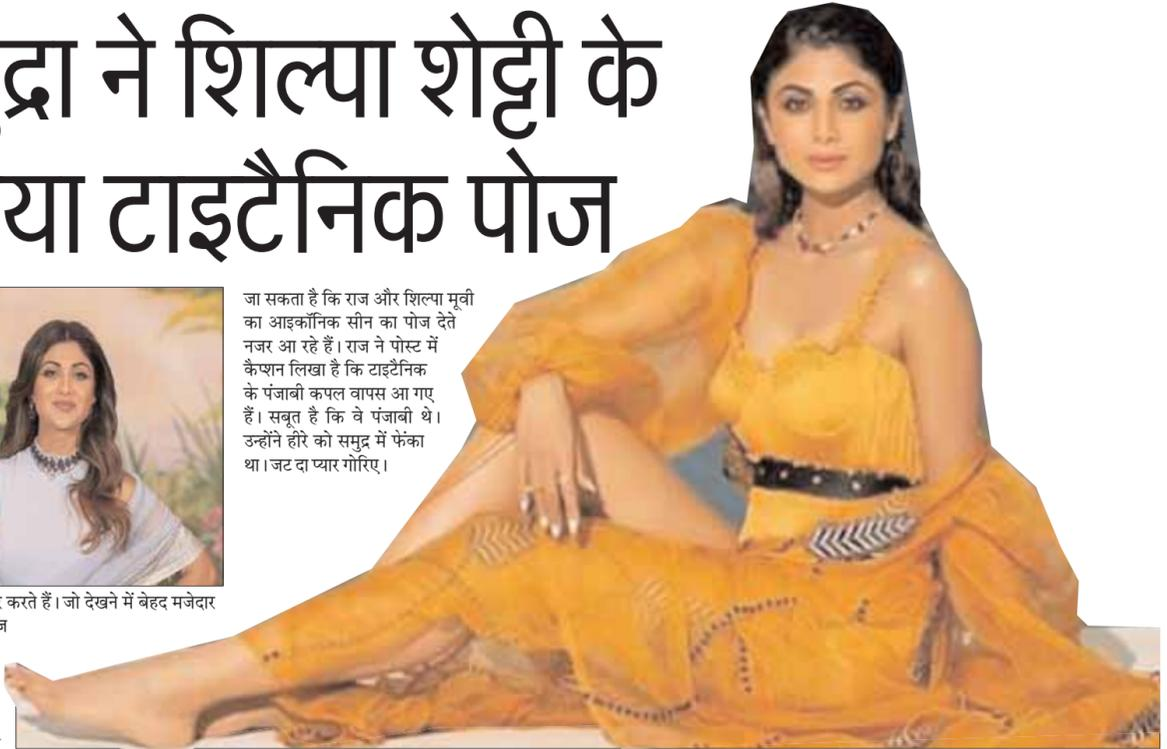 द्रा ने शिल्पा शेट्टी के
या टाइटैनिक पोज
जा सकता है कि राज और शिल्पा मूवी
का आइकॉनिक सीन का पोज देते
नजर आ रहे हैं। राज ने पोस्ट में
कैप्शन लिखा है कि टाइटैनिक
के पंजाबी कपल वापस आ गए
हैं। सबूत है कि वे पंजाबी थे।
उन्होंने हीरे को समुद्र में फेंका
था। जट दा प्यार गोरिए।
करते हैं। जो देखने में बेहद मजेदार